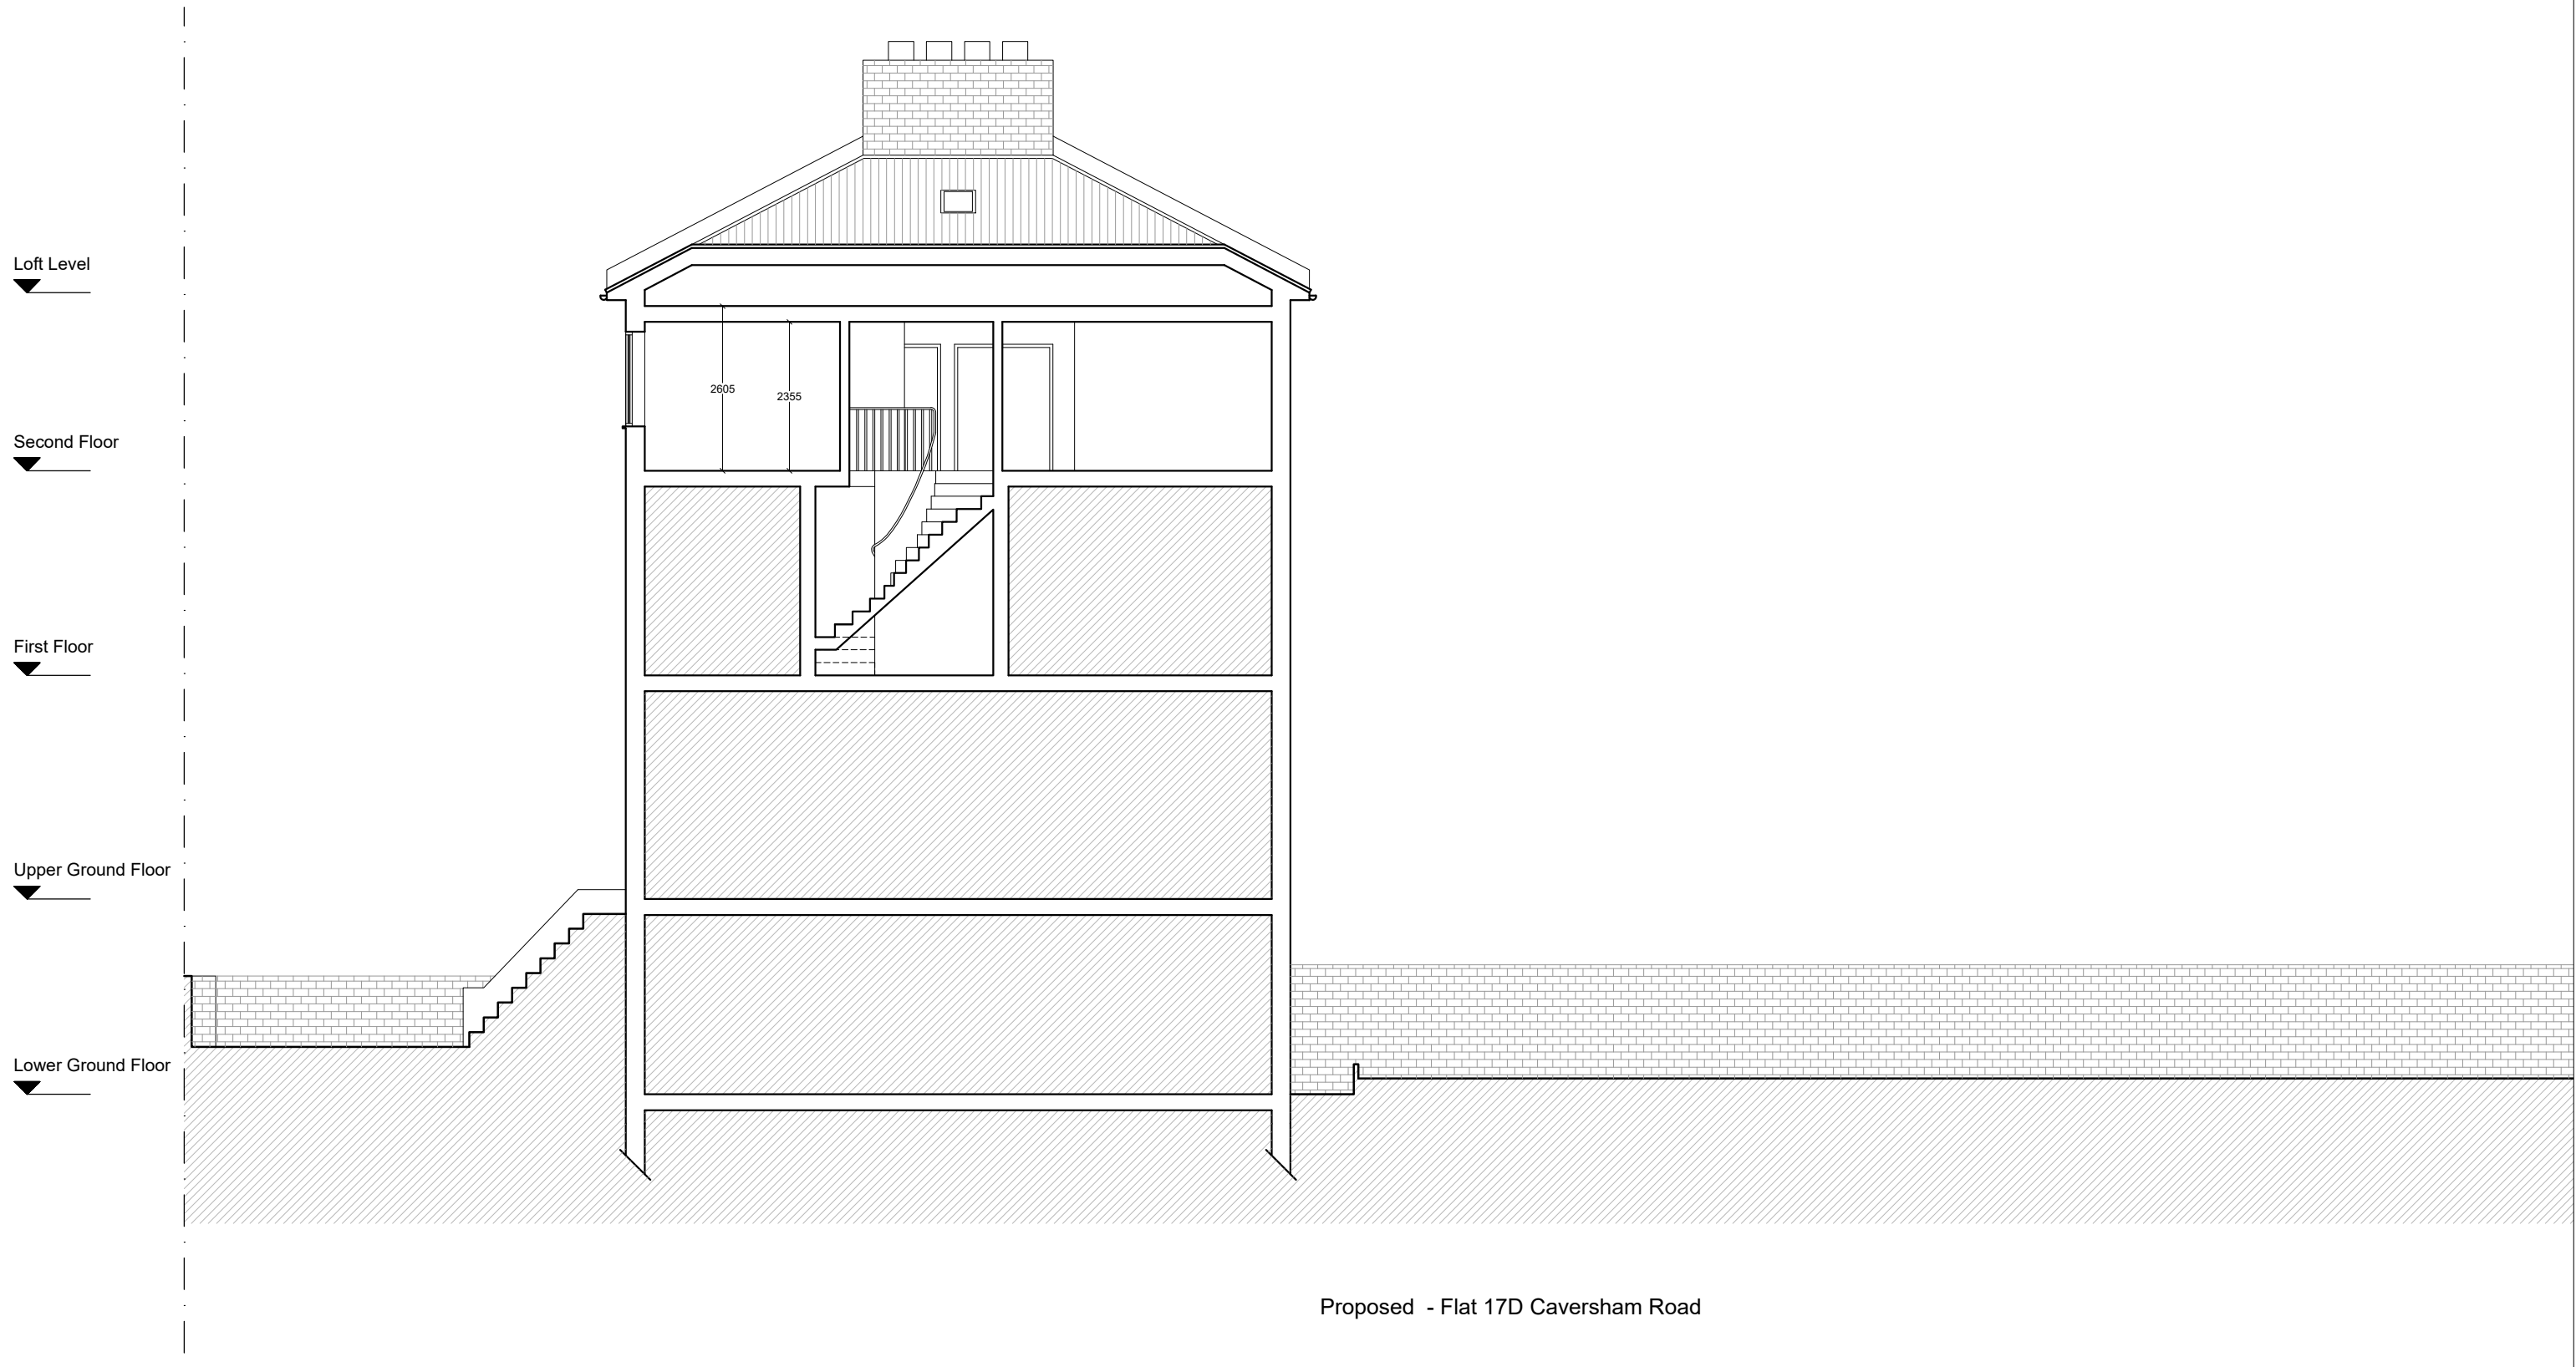 Loft Level
Second Floor
2605
2355
First Floor
Upper Ground Floor
Lower Ground Floor
Proposed - Flat 17D Caversham Road